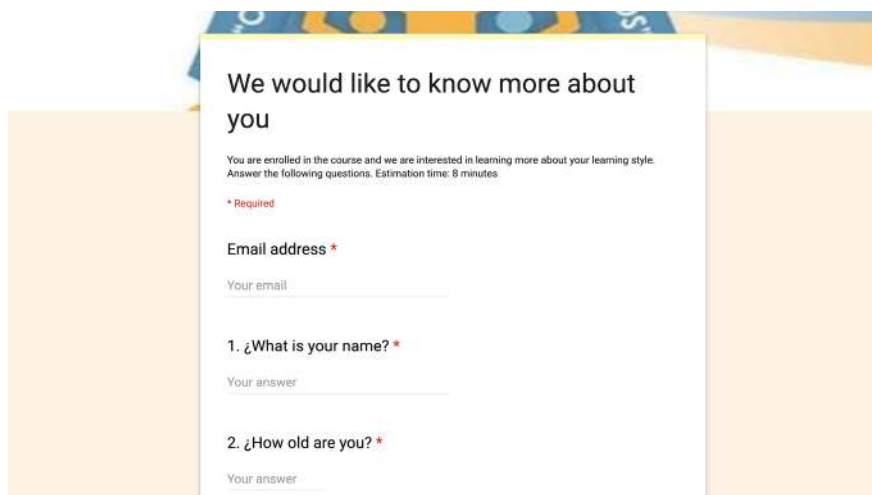 We would like to know more about
you
You are enrolled in the course and we are interested in learning more about your learning style.
Answer the following questions. Estimation time: 8 minutes
* Required
Email address *
Your email
1. ¿What is your name? *
Your answer
2. ¿How old are you? *
Your answer